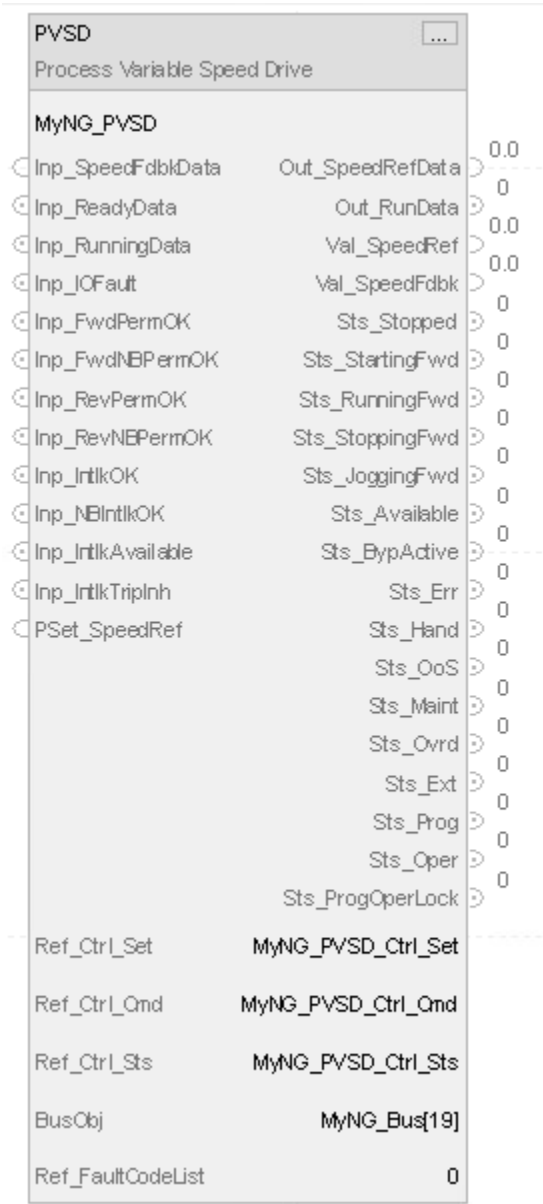 PVSD ...
Process Variable Speed Drive
MyNG_PVSD
Inp_SpeedFdbkData Out_SpeedRefData 0.0
Inp_ReadyData Out_RunData 0
Inp_RunningData Val_SpeedRef 0.0
Inp_IOFault Val_SpeedFdbk 0.0
Inp_FwdPermOK Sts_Stopped 0
Inp_FwdNBPermOK Sts_StartingFwd 0
Inp_RevPermOK Sts_RunningFwd 0
Inp_RevNBPermOK Sts_StoppingFwd 0
Inp_IntlkOK Sts_JoggingFwd 0
Inp_NBIntlkOK Sts_Available 0
Inp_IntlkAvailable Sts_BypActive 0
Inp_IntlkTripInh Sts_Err 0
PSet_SpeedRef Sts_Hand 0
Sts_OoS 0
Sts_Maint 0
Sts_Ovrd 0
Sts_Ext 0
Sts_Prog 0
Sts_Oper 0
Sts_ProgOperLock 0
Ref_Ctrl_Set MyNG_PVSD_Ctrl_Set
Ref_Ctrl_Cmd MyNG_PVSD_Ctrl_Cmd
Ref_Ctrl_Sts MyNG_PVSD_Ctrl_Sts
BusObj MyNG_Bus[19]
Ref_FaultCodeList 0